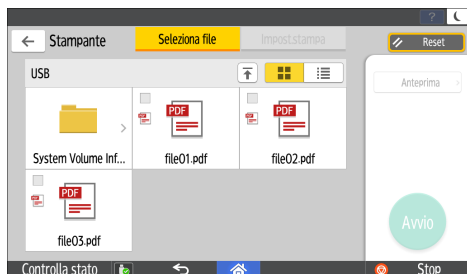 ?
Stampante
Seleziona file
Impost.stampa
Reset
USB
Anteprima
System Volume Inf...
PDF
file01.pdf
PDF
file02.pdf
PDF
file03.pdf
Avvio
Controlla stato
Stop